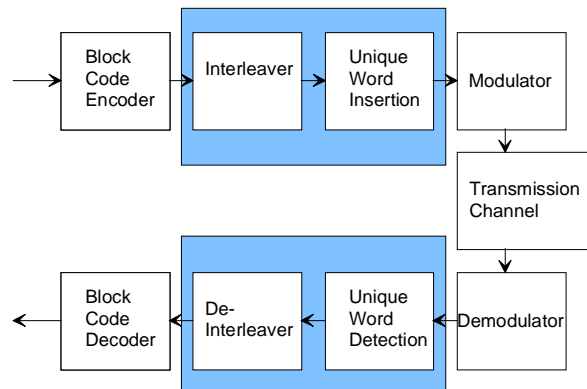 Block
Code
Encoder
Interleaver
Unique
Word
Insertion
Modulator
Transmission
Channel
Block
Code
Decoder
De-
Interleaver
Unique
Word
Detection
Demodulator